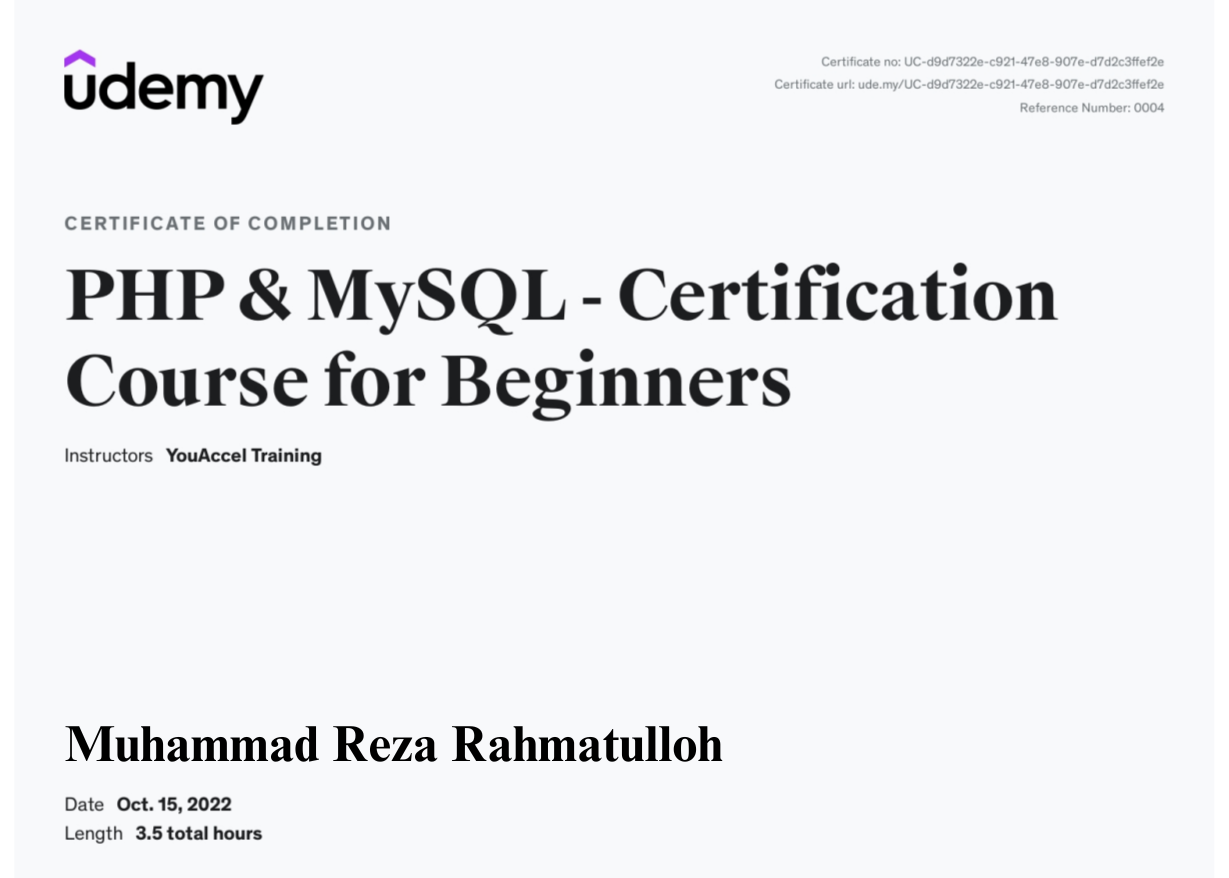 udemy
Certificate no: UC-d9d7322e-c921-47e8-907e-d7d2c3ffef2e
Certificate url: ude.my/UC-d9d7322e-c921-47e8-907e-d7d2c3ffef2e
Reference Number: 0004
CERTIFICATE OF COMPLETION
PHP & MySQL - Certification
Course for Beginners
Instructors YouAccel Training
Muhammad Reza Rahmatulloh
Date Oct. 15, 2022
Length 3.5 total hours